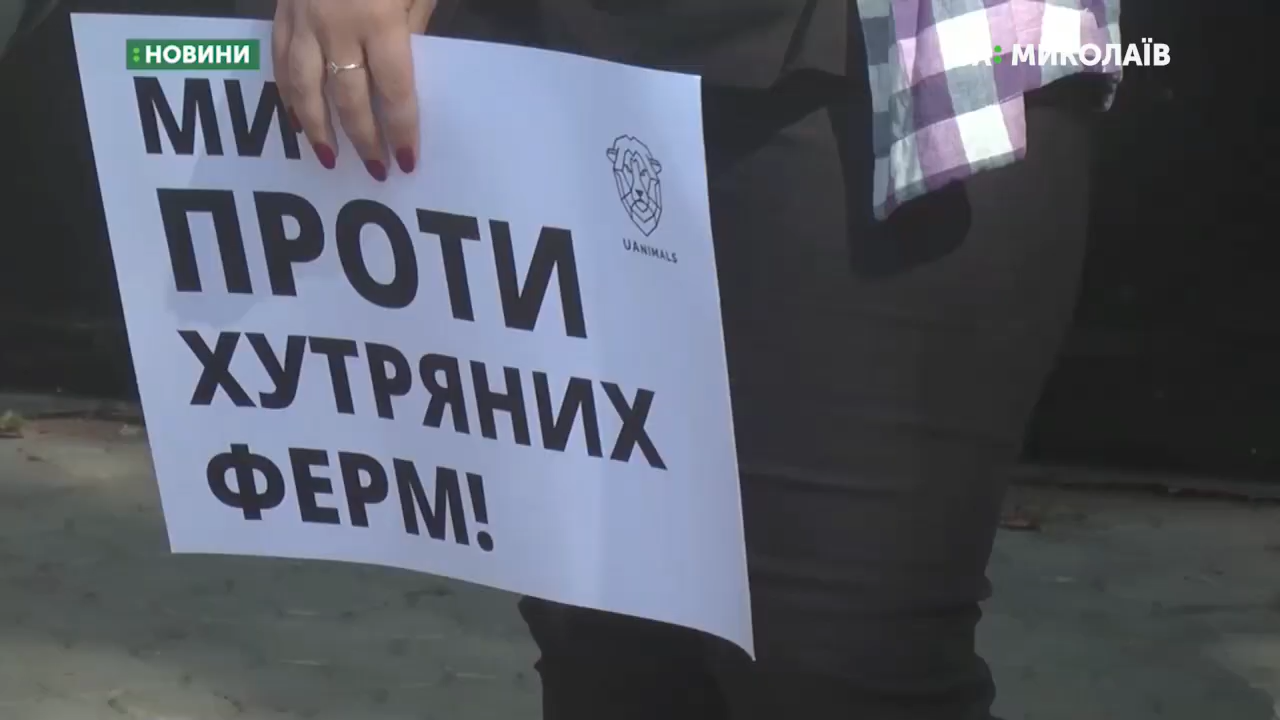 :НОВИНИ
А: МИКОЛАЇВ
МИ
ПРОТИ
ХУТРЯНИХ
ФЕРМ!
UANIMALS